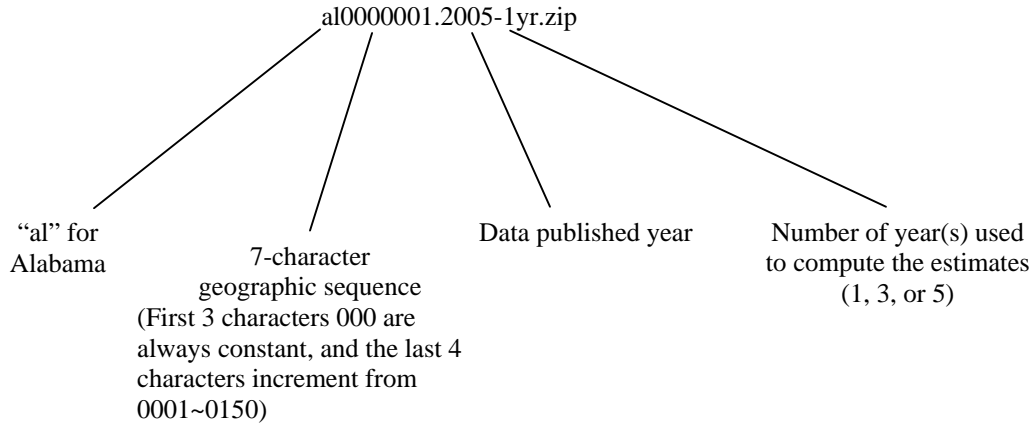 al0000001.2005-1yr.zip
“al” for
Alabama
7-character
geographic sequence
(First 3 characters 000 are
always constant, and the last 4
characters increment from
0001~0150)
Data published year
Number of year(s) used
to compute the estimates
(1, 3, or 5)